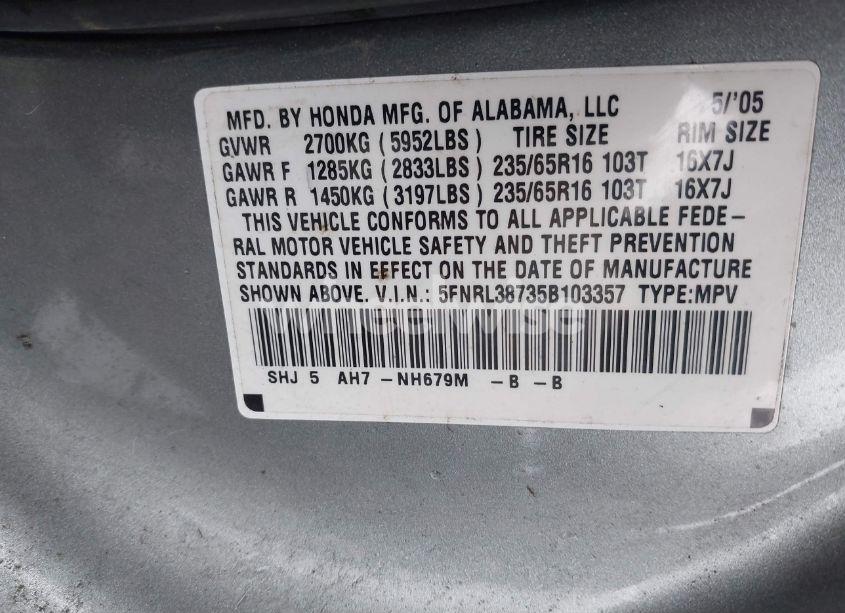 MFD. BY HONDA MFG. OF ALABAMA, LLC 5/'05
GVWR 2700KG (5952LBS) TIRE SIZE RIM SIZE
GAWR F 1285KG (2833LBS) 235/65R16 103T 16X7J
GAWR R 1450KG (3197LBS) 235/65R16 103T 16X7J
THIS VEHICLE CONFORMS TO ALL APPLICABLE FEDE-
RAL MOTOR VEHICLE SAFETY AND THEFT PREVENTION
STANDARDS IN EFFECT ON THE DATE OF MANUFACTURE
SHOWN ABOVE. V.I.N.: 5FNRL38735B103357 TYPE:MPV
wheelwise
SHJ 5 AH7 -NH679M -B -B